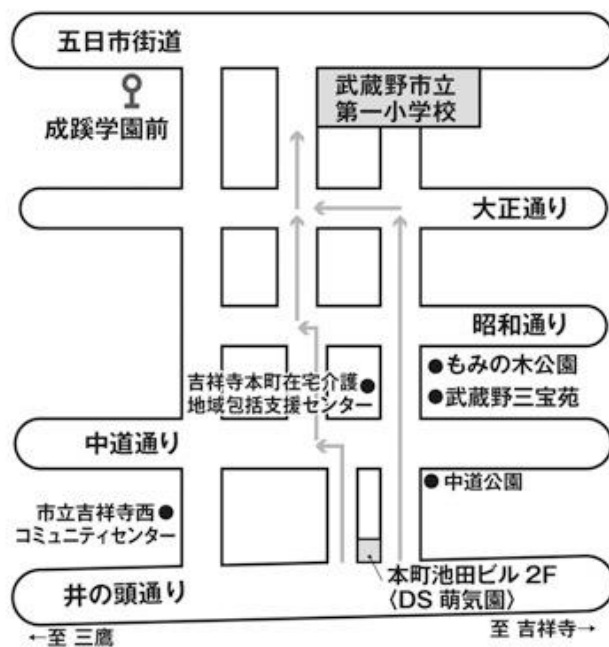 五日市街道
武蔵野市立
第一小学校
成蹊学園前
大正通り
昭和通り
もみの木公園
吉祥寺本町在宅介護
地域包括支援センター
武蔵野三宝苑
中道通り
中道公園
市立吉祥寺西
コミュニティセンター
本町池田ビル 2F
〈DS 萌気園〉
井の頭通り
←至 三鷹
至 吉祥寺→